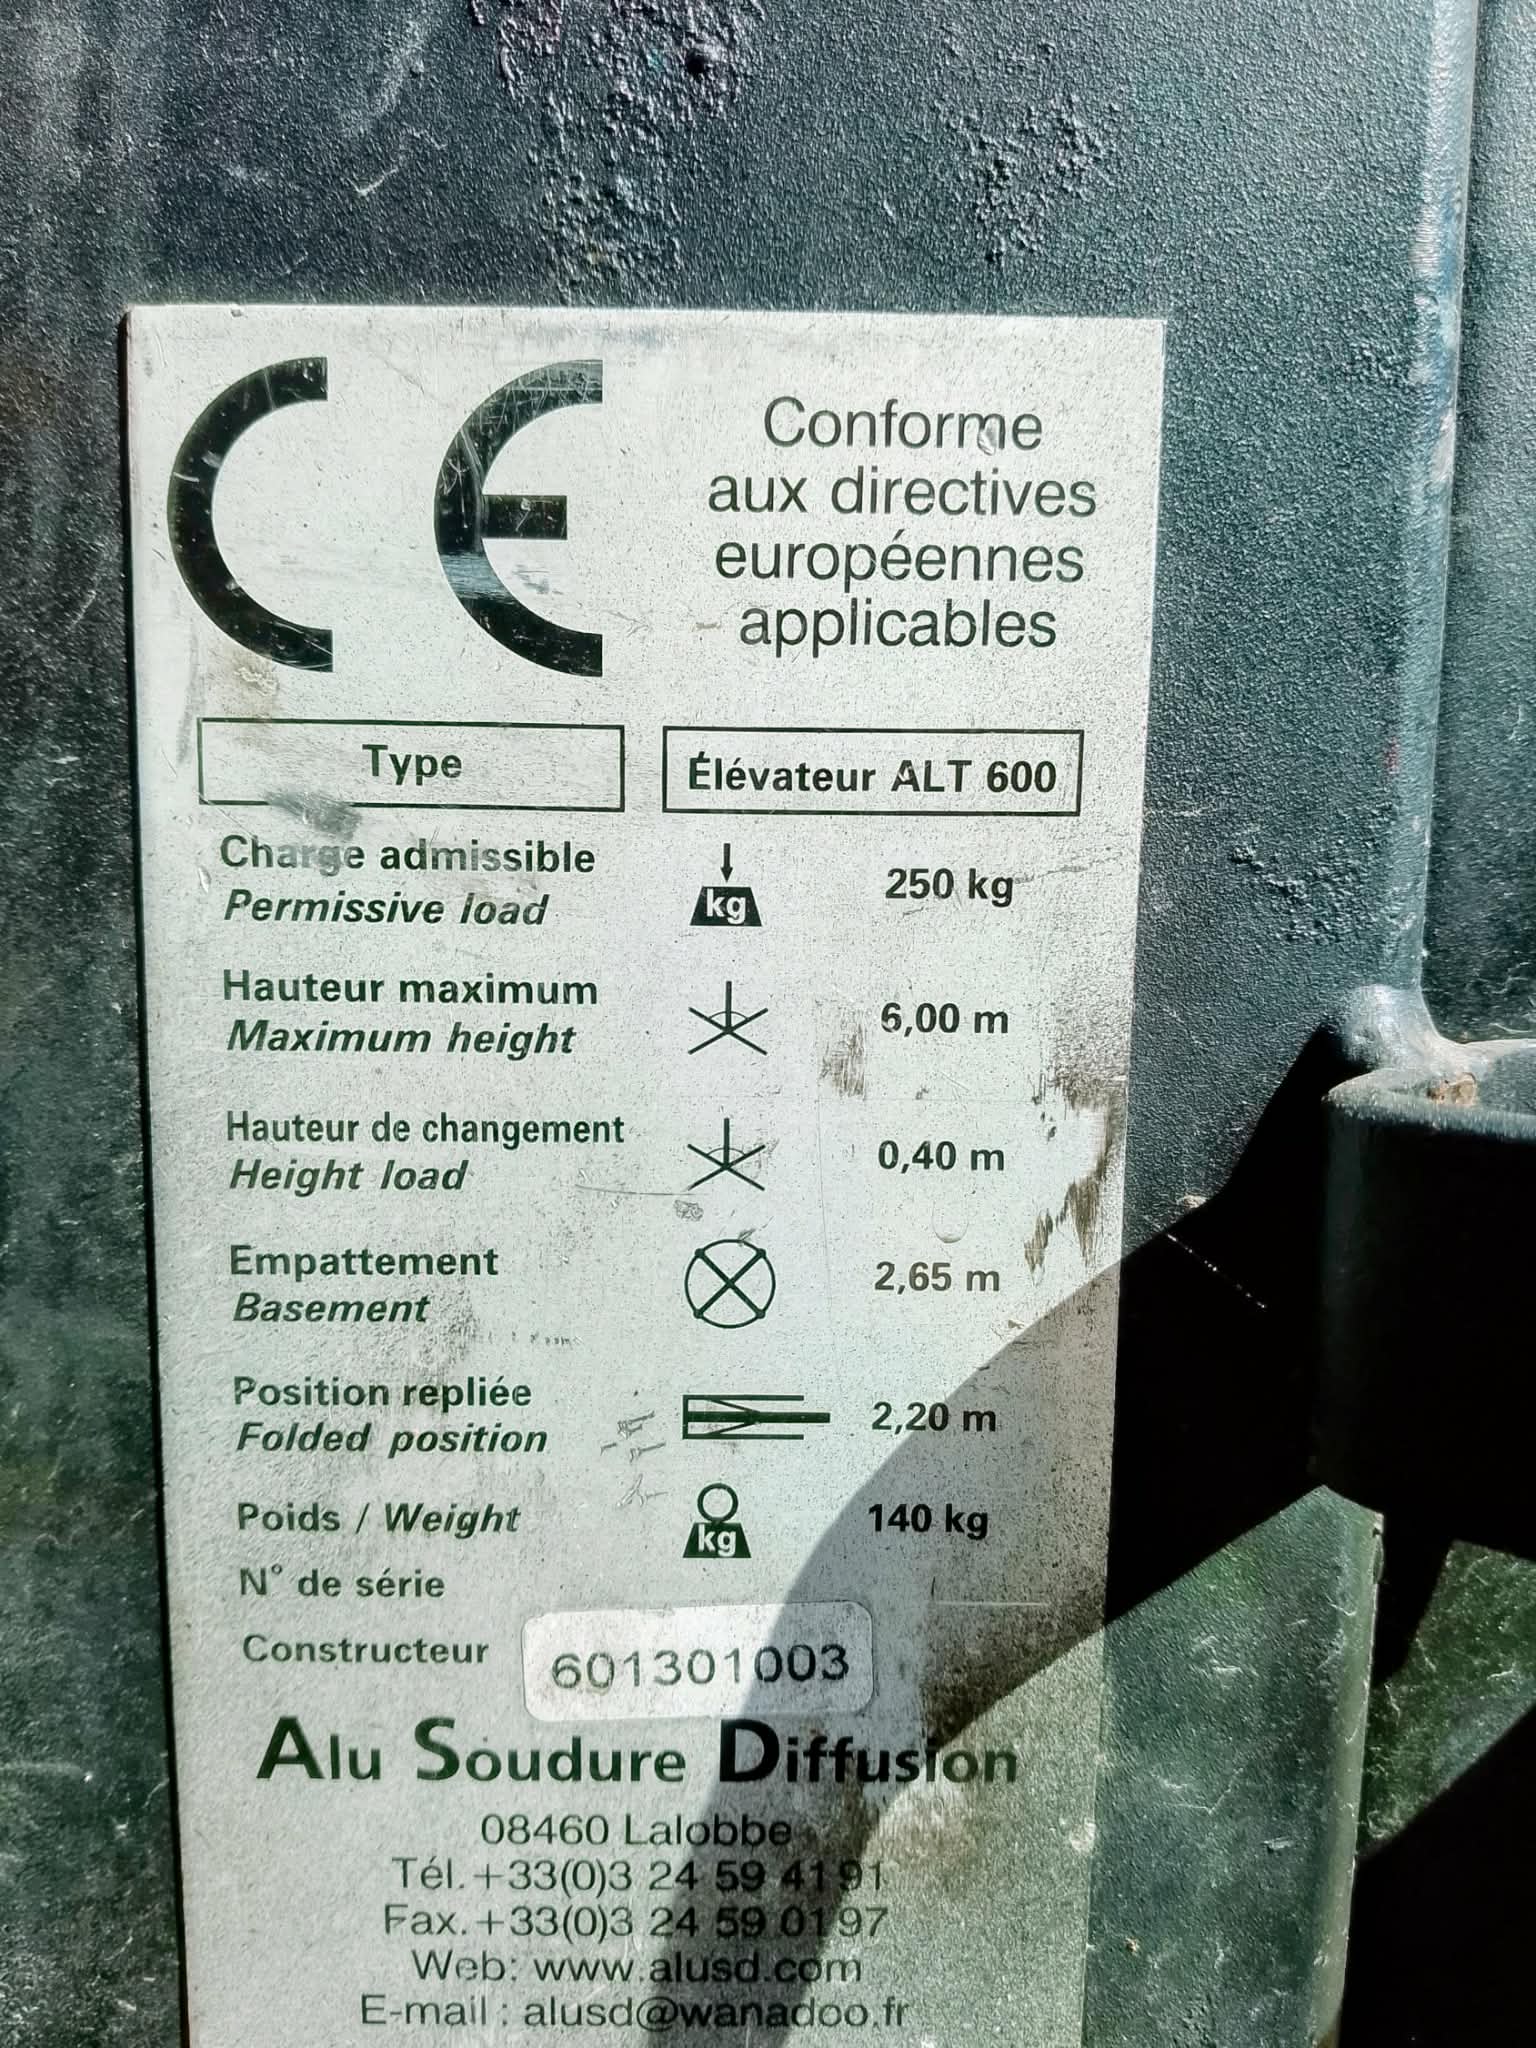 CE
Conforme
aux directives
européennes
applicables
Type
Élévateur ALT 600
Charge admissible
Permissive load
kg
250 kg
Hauteur maximum
Maximum height
6,00 m
Hauteur de changement
Height load
0,40 m
Empattement
Basement
2,65 m
Position repliée
Folded position
2,20 m
Poids / Weight
kg
140 kg
N° de série
Constructeur
601301003
Alu Soudure Diffusion
08460 Lalobbe
Tél. +33(0)3 24 59 41 91
Fax. +33(0)3 24 59 01 97
Web: www.alusd.com
E-mail : alusd@wanadoo.fr